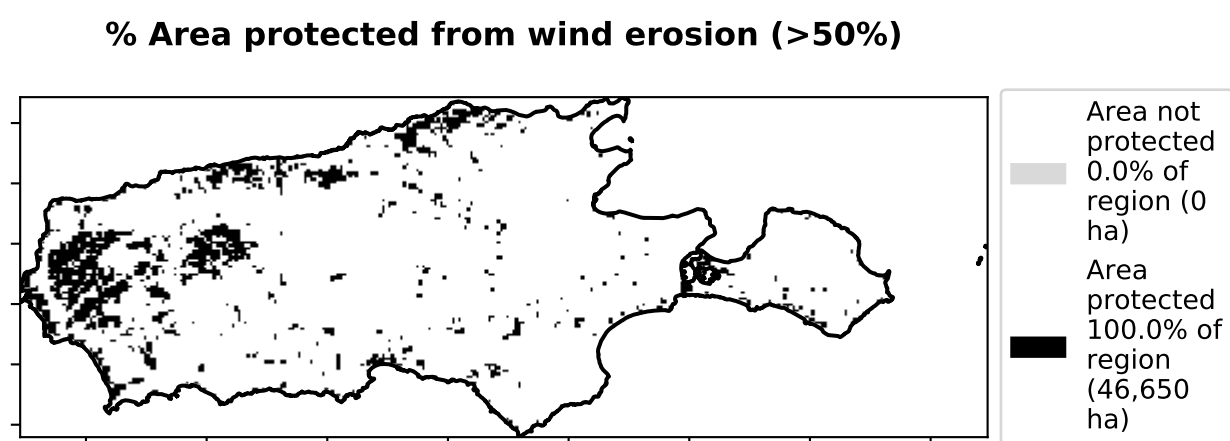 % Area protected from wind erosion (>50%)
Area not
protected
0.0% of
region (0
ha)
Area
protected
100.0% of
region
(46,650
ha)